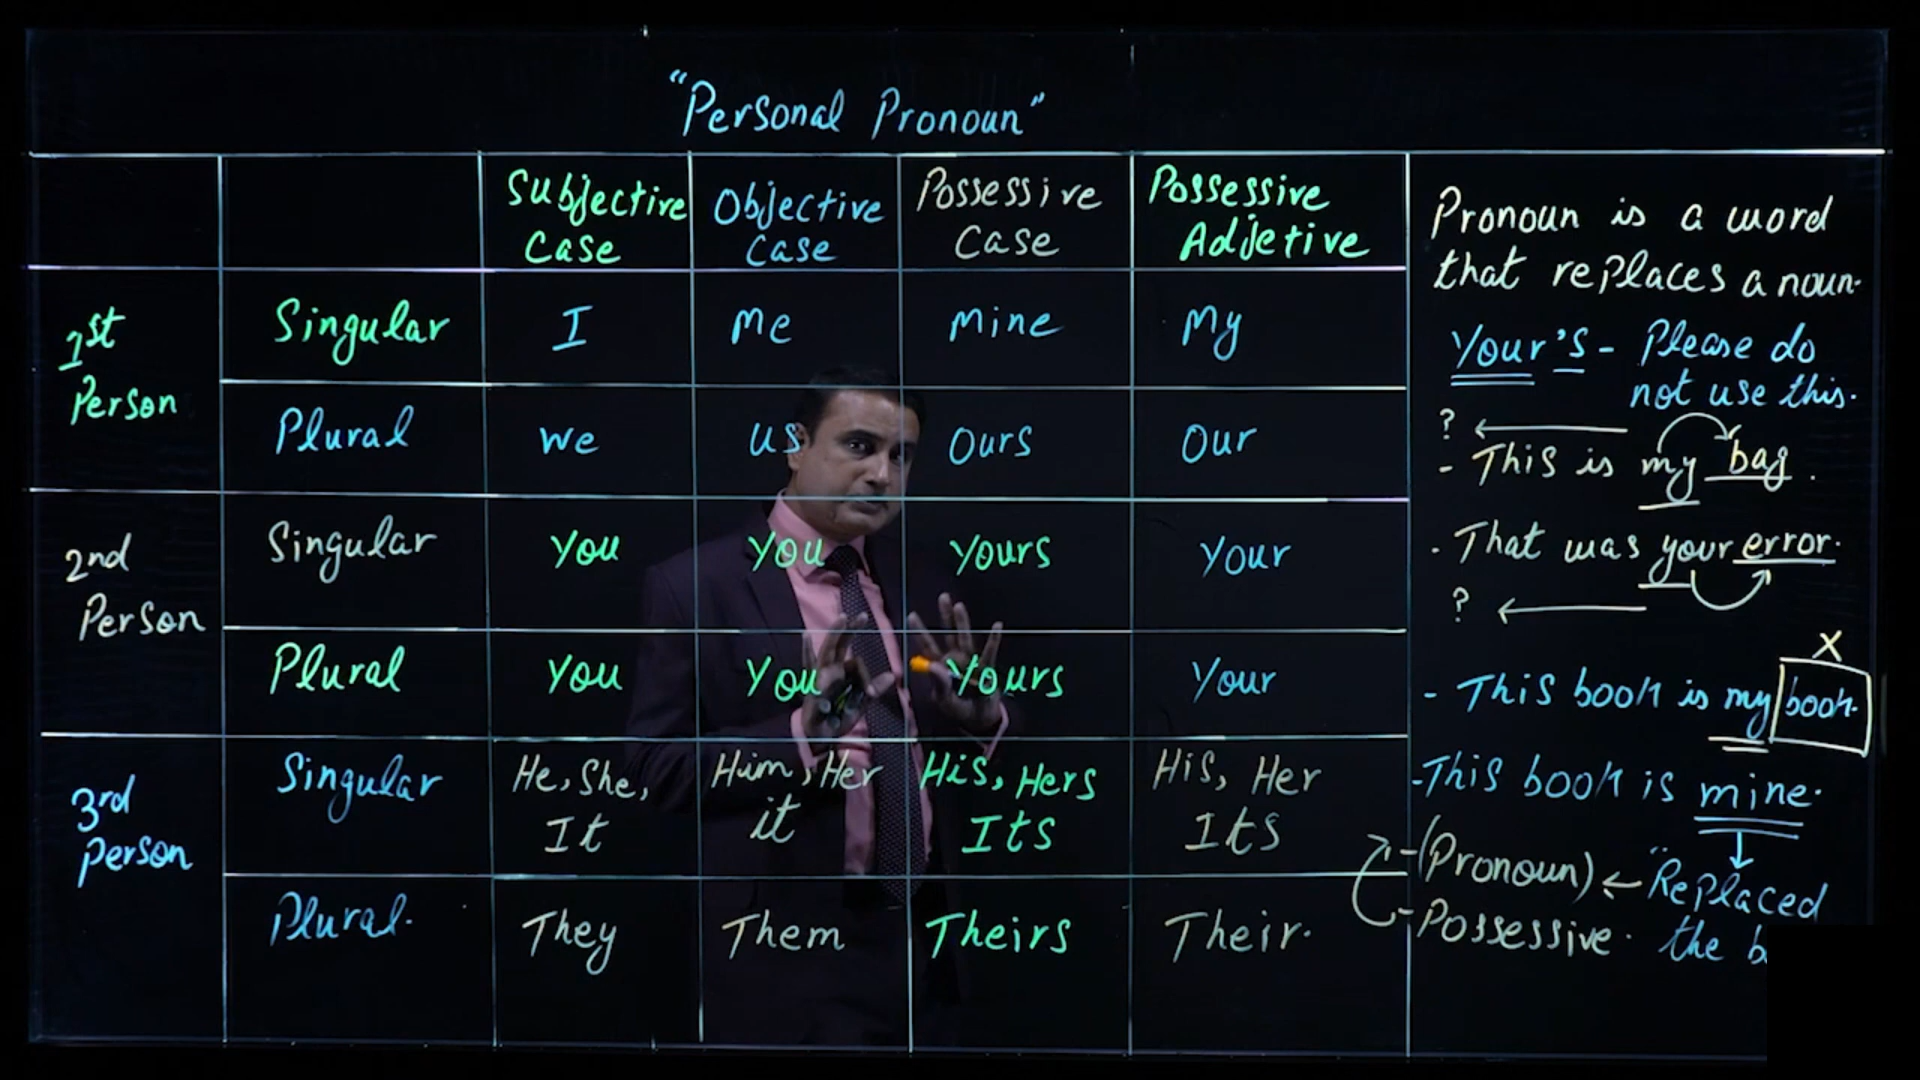 "Personal Pronoun"
Subjective Case
Objective Case
Possessive Case
Possessive Adjetive
1st Person
Singular
I
Me
Mine
My
Plural
We
Us
Ours
Our
2nd Person
Singular
You
You
Yours
Your
Plural
You
You
Yours
Your
3rd Person
Singular
He, She, It
Him, Her it
His, Hers Its
His, Her Its
Plural.
They
Them
Theirs
Their.
Pronoun is a word
that replaces a noun.
Your's - Please do
not use this.
?
- This is my bag.
. That was your error.
?
X
- This book is my book.
- This book is mine.
- (Pronoun) ← "Replaced
- Possessive. the